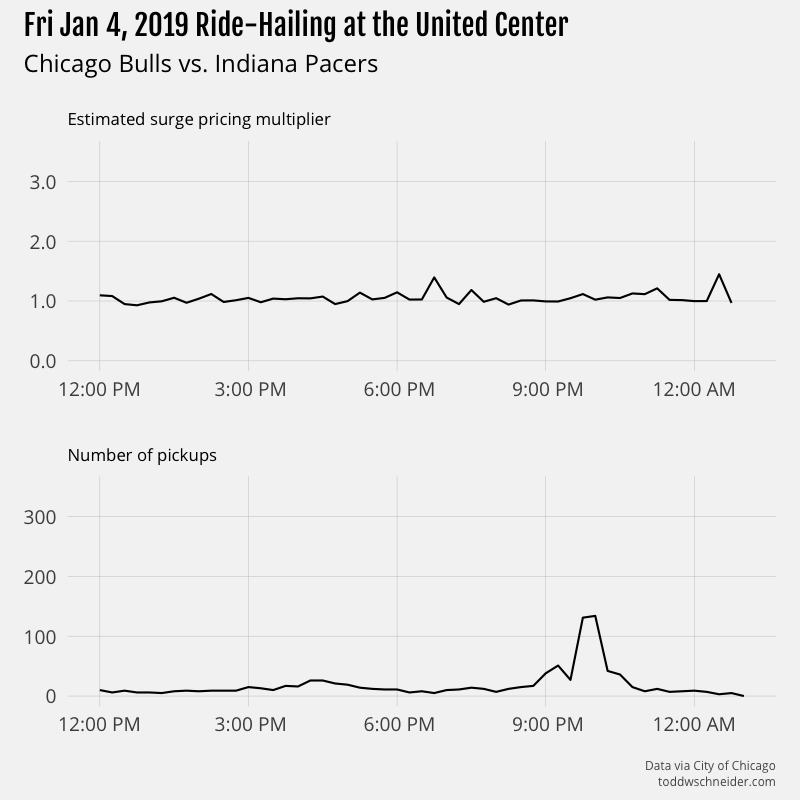 Fri Jan 4, 2019 Ride-Hailing at the United Center
Chicago Bulls vs. Indiana Pacers
Estimated surge pricing multiplier
3.0
2.0
1.0
0.0
12:00 PM 3:00 PM 6:00 PM 9:00 PM 12:00 AM
Number of pickups
300
200
100
0
12:00 PM 3:00 PM 6:00 PM 9:00 PM 12:00 AM
Data via City of Chicago
toddwschneider.com